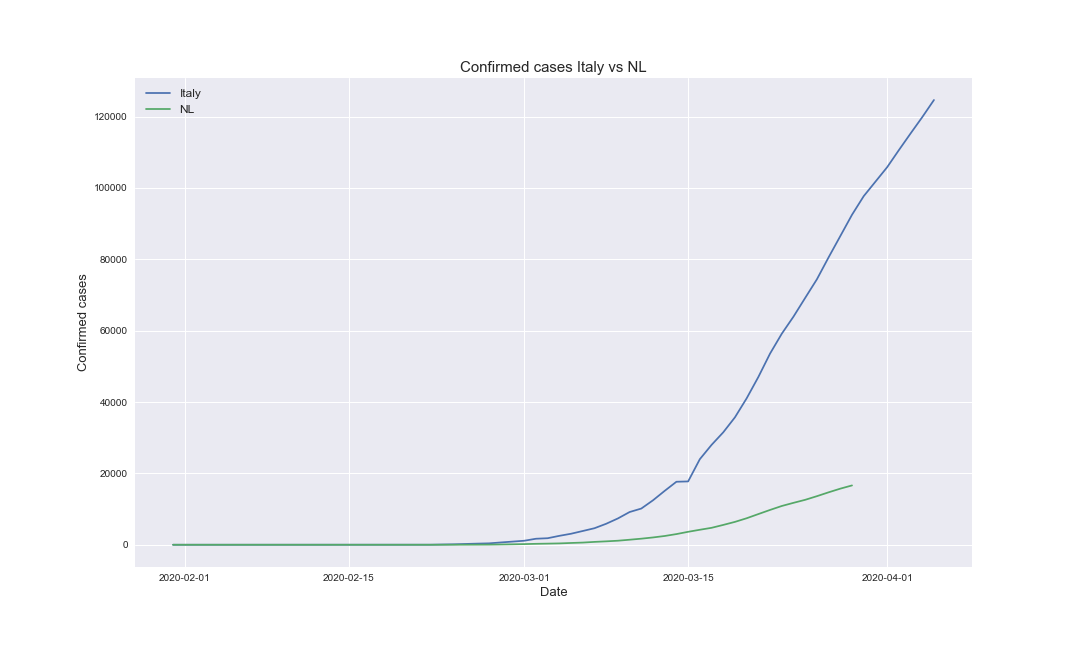 Confirmed cases Italy vs NL
Italy
NL
120000
100000
80000
60000
40000
20000
0
Confirmed cases
2020-02-01
2020-02-15
2020-03-01
2020-03-15
2020-04-01
Date